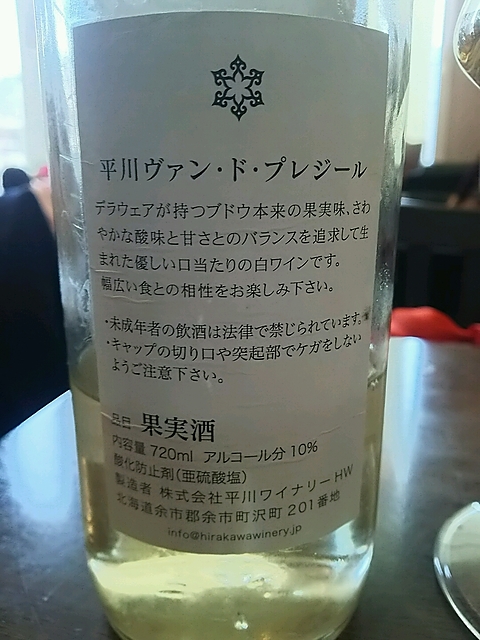 平川ヴァン・ド・プレジール
デラウェアが持つブドウ本来の果実味、さわ
やかな酸味と甘さとのバランスを追求して生
まれた優しい口当たりの白ワインです。
幅広い食との相性をお楽しみ下さい。
・未成年者の飲酒は法律で禁じられています。
・キャップの切り口や突起部でケガをしない
ようご注意下さい。
品目 果実酒
内容量 720ml アルコール分 10%
酸化防止剤(亜硫酸塩)
製造者 株式会社平川ワイナリー HW
北海道余市郡余市町沢町 201番地
info@hirakawawinery.jp